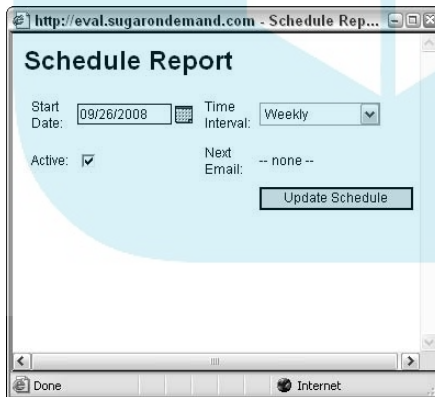 http://eval.sugarondemand.com - Schedule Rep...
Schedule Report
Start Date: 09/26/2008 Time Interval: Weekly
Active: Next Email: -- none --
Update Schedule
Done Internet